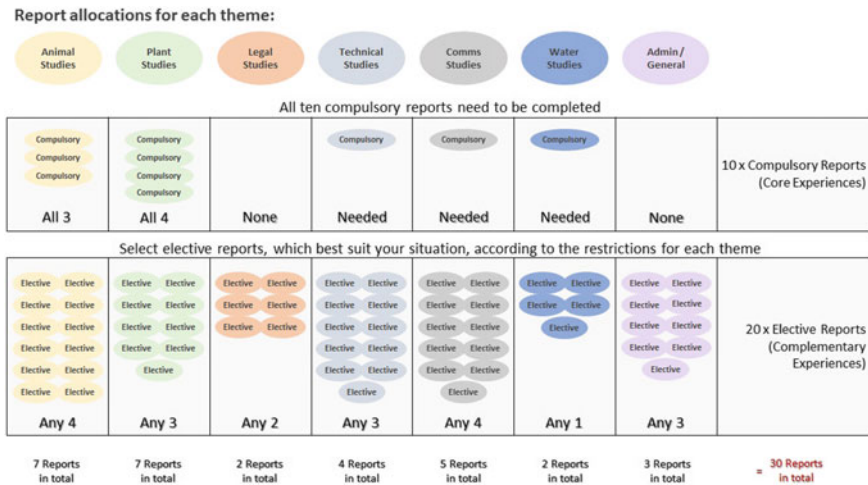 Report allocations for each theme:
Animal Studies
Plant Studies
Legal Studies
Technical Studies
Comms Studies
Water Studies
Admin/ General
All ten compulsory reports need to be completed
Compulsory Compulsory Compulsory Compulsory Compulsory
Compulsory Compulsory
Compulsory Compulsory
Compulsory
10 x Compulsory Reports
(Core Experiences)
All 3 All 4 None Needed Needed Needed None
Select elective reports, which best suit your situation, according to the restrictions for each theme
Elective Elective Elective Elective Elective Elective Elective Elective Elective Elective Elective Elective Elective Elective
Elective Elective Elective Elective Elective Elective Elective Elective Elective Elective Elective Elective Elective Elective
Elective Elective Elective Elective Elective Elective Elective Elective Elective Elective Elective Elective Elective
Elective Elective Elective Elective Elective Elective Elective Elective Elective Elective
Elective Elective Elective Elective Elective Elective Elective Elective
Elective Elective Elective Elective
20 x Elective Reports
(Complementary
Experiences)
Any 4 Any 3 Any 2 Any 3 Any 4 Any 1 Any 3
7 Reports 7 Reports 2 Reports 4 Reports 5 Reports 2 Reports 3 Reports = 30 Reports
in total in total in total in total in total in total in total in total